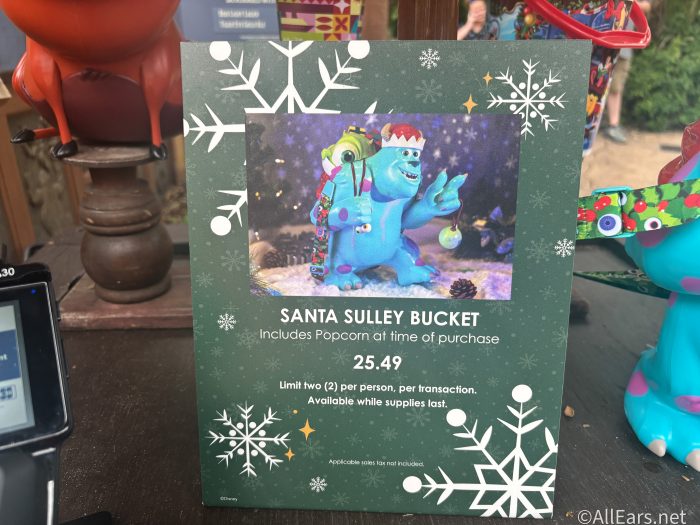 SANTA SULLEY BUCKET
Includes Popcorn at time of purchase
25.49
Limit two (2) per person, per transaction.
Available while supplies last.
Applicable sales tax not included.
©Disney
©AllEars.net